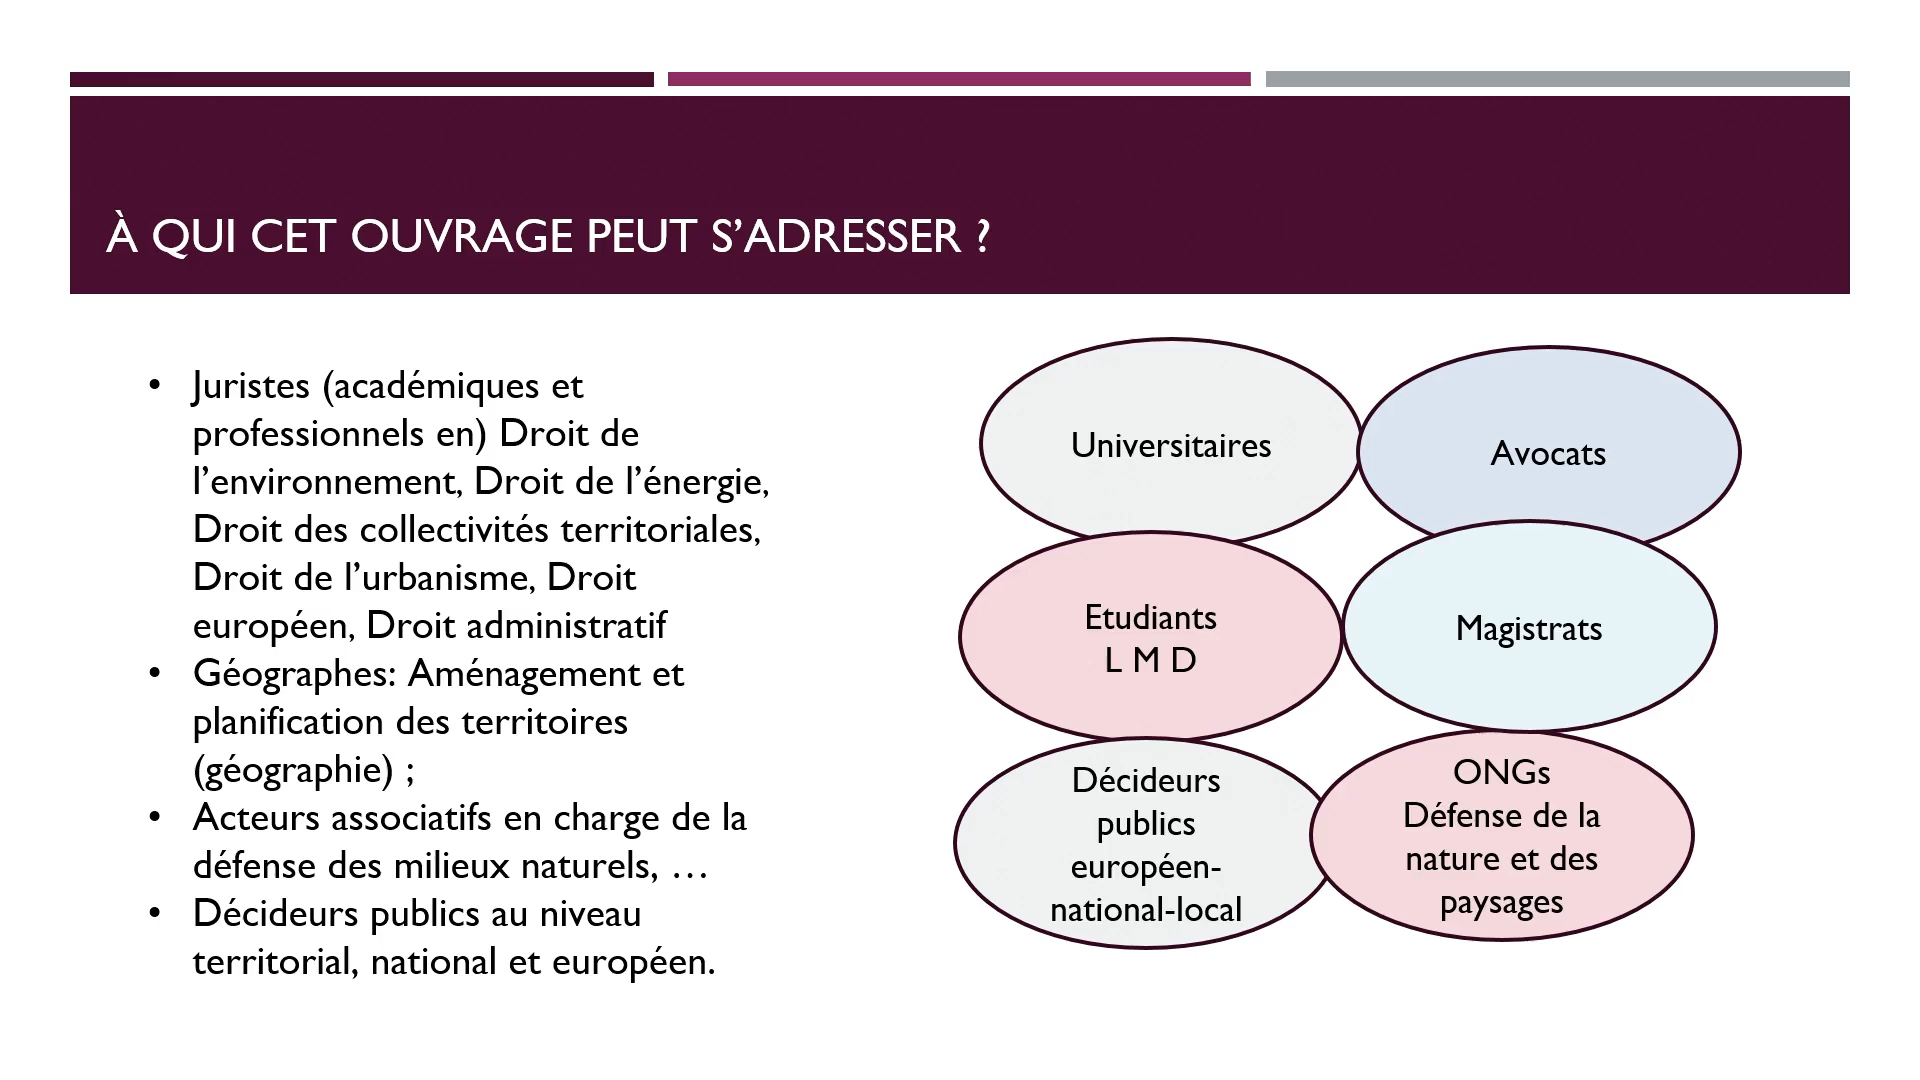 À QUI CET OUVRAGE PEUT S’ADRESSER ?
• Juristes (académiques et
professionnels en) Droit de
l’environnement, Droit de l’énergie,
Droit des collectivités territoriales,
Droit de l’urbanisme, Droit
européen, Droit administratif
• Géographes: Aménagement et
planification des territoires
(géographie) ;
• Acteurs associatifs en charge de la
défense des milieux naturels, …
• Décideurs publics au niveau
territorial, national et européen.
Universitaires
Avocats
Etudiants
L M D
Magistrats
Décideurs
publics
européen-
national-local
ONGs
Défense de la
nature et des
paysages